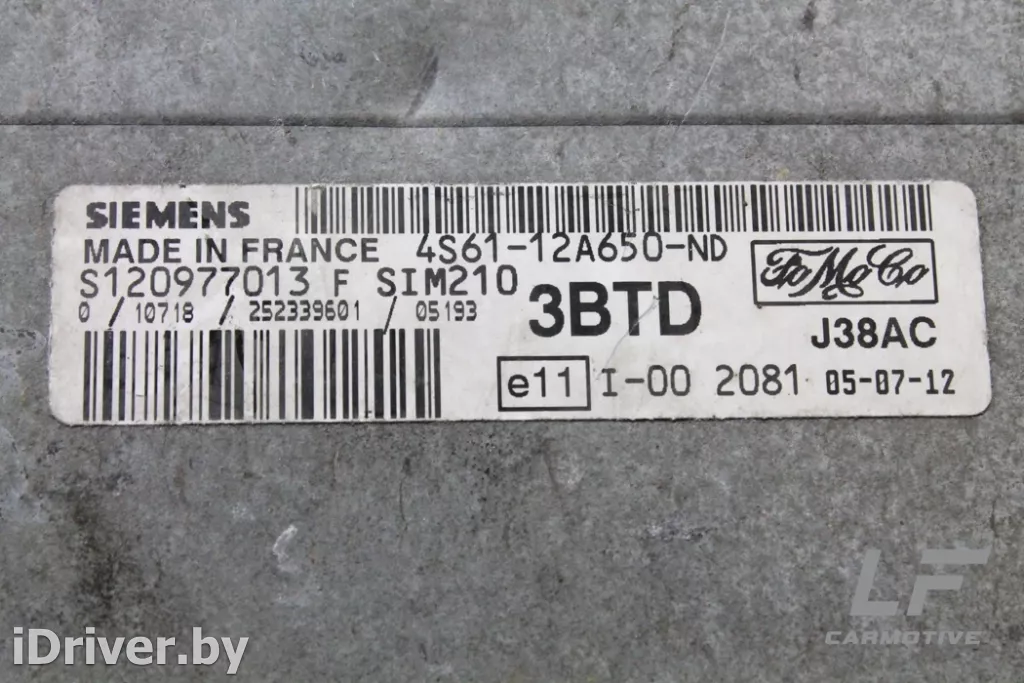 SIEMENS
MADE IN FRANCE 4S61-12A650-ND
S120977013 F SIM210
0 / 10718 / 252339601 / 05193
3BTD
FoMoCo
J38AC
e11 I-00 2081 05-07-12
LF
CARMOTIVE
iDriver.by